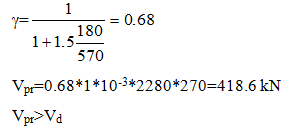 γ= 1 / (1+1.5 180/570) = 0.68
Vpr=0.68*1*10-3*2280*270=418.6 kN
Vpr>Vd